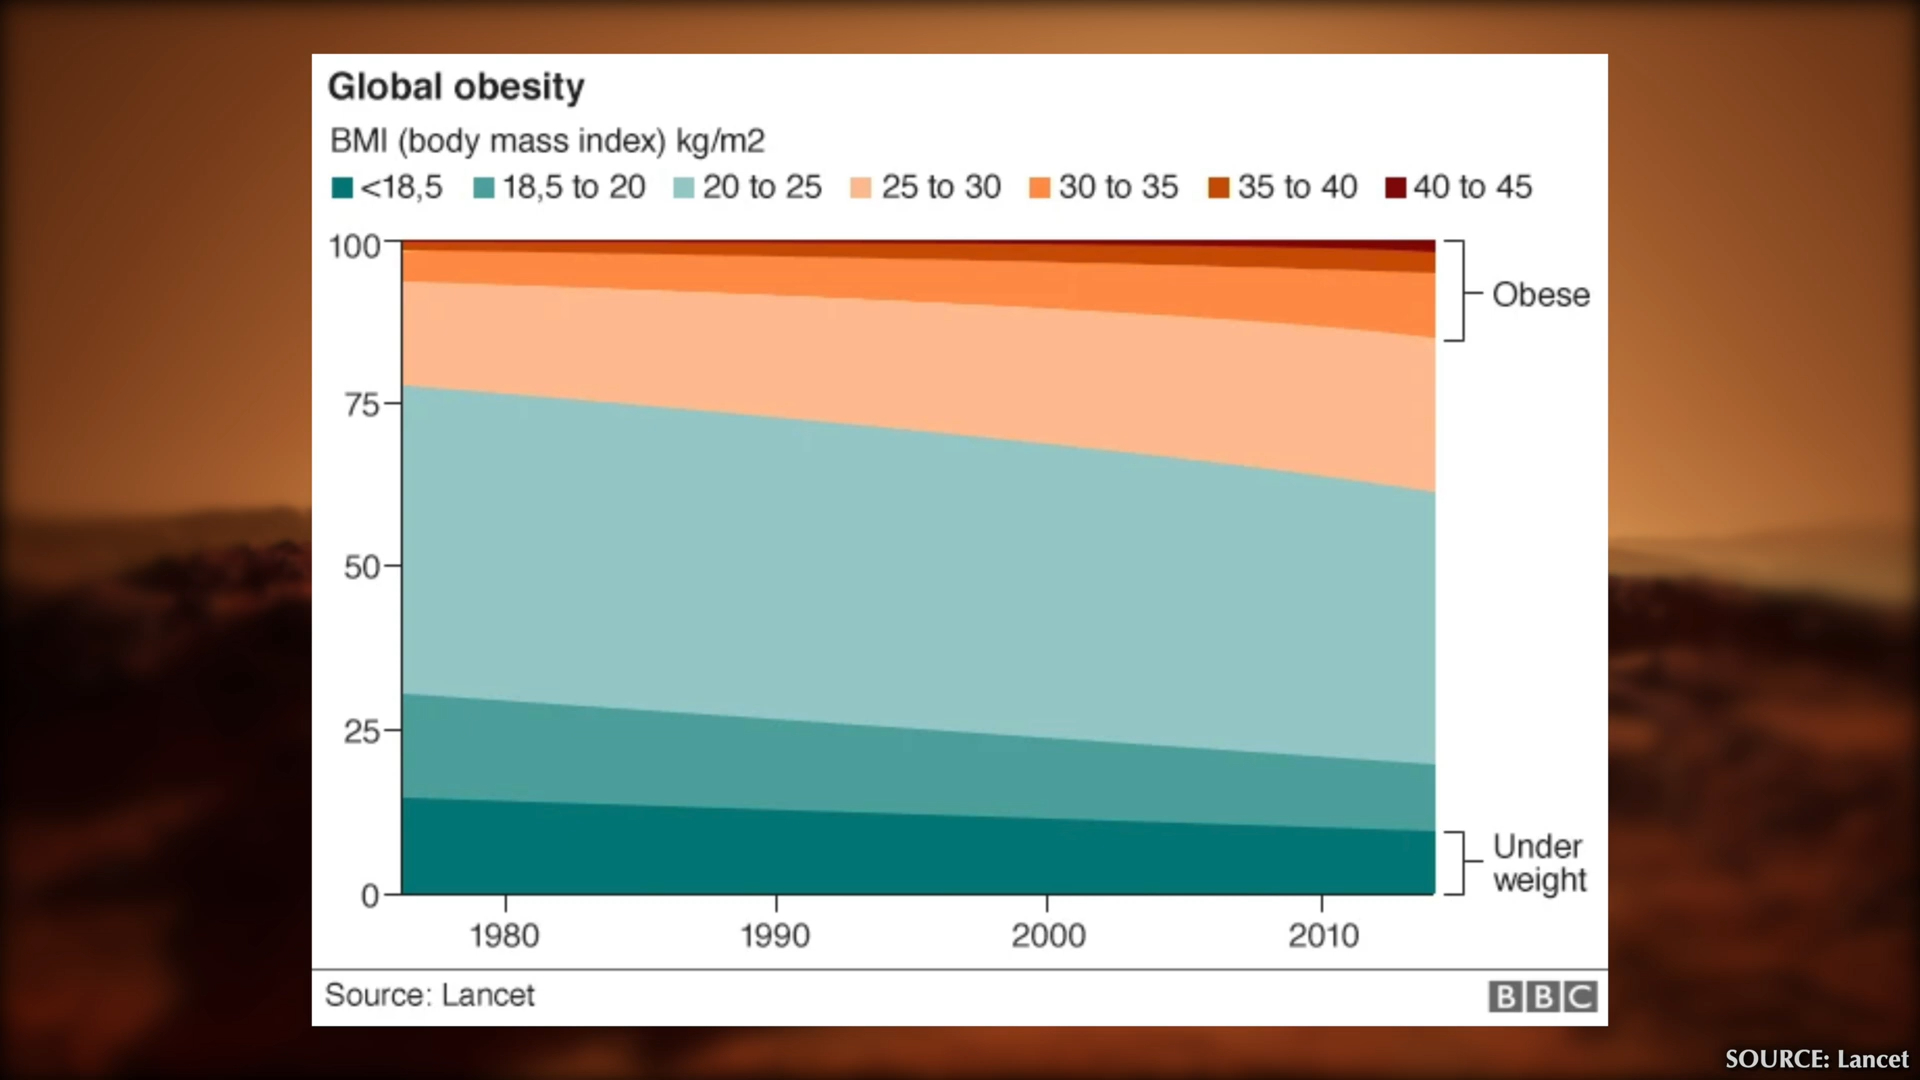 Global obesity
BMI (body mass index) kg/m2
<18,5 18,5 to 20 20 to 25 25 to 30 30 to 35 35 to 40 40 to 45
100
75
50
25
0
Obese
Under
weight
1980 1990 2000 2010
Source: Lancet
BBC
SOURCE: Lancet